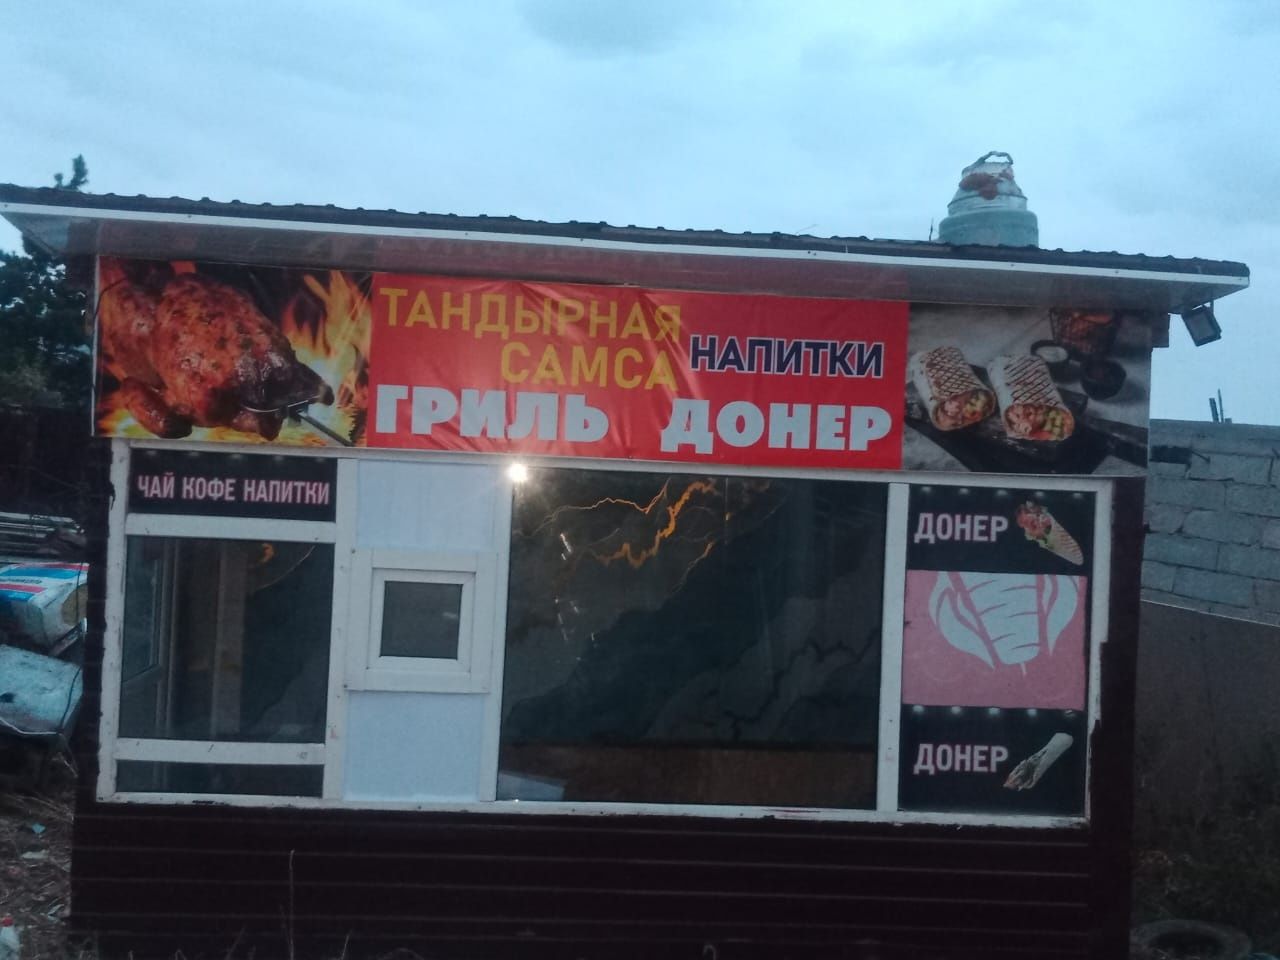 ТАНДЫРНАЯ
САМСА
НАПИТКИ
ГРИЛЬ ДОНЕР
ЧАЙ КОФЕ НАПИТКИ
ДОНЕР
ДОНЕР